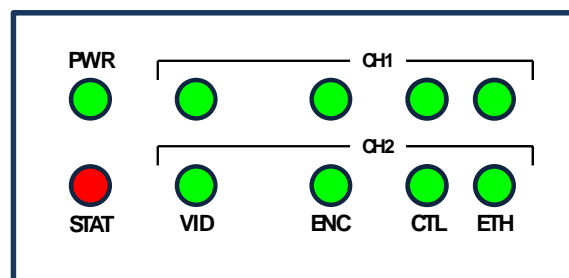 PWR
CH1
CH2
STAT VID ENC CTL ETH